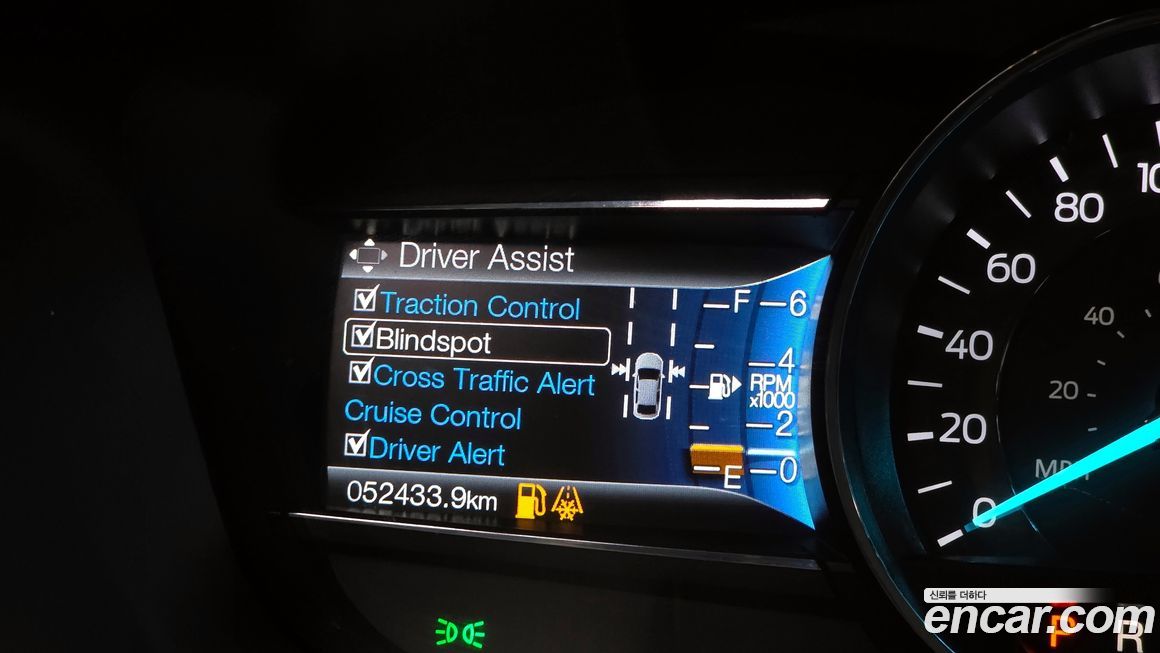 Driver Assist
Traction Control
Blindspot
Cross Traffic Alert
Cruise Control
Driver Alert
052433.9km
F
E
6
4
RPM
x1000
2
0
100
80
60
40
20
0
40
20
P
R
신뢰를 더하다
encar.com